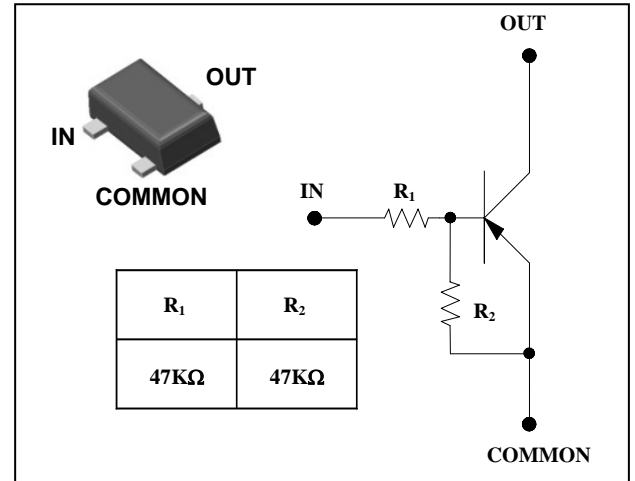 OUT
OUT
IN
COMMON
IN
R₁
R₂
R₁ R₂
47KΩ 47KΩ
COMMON